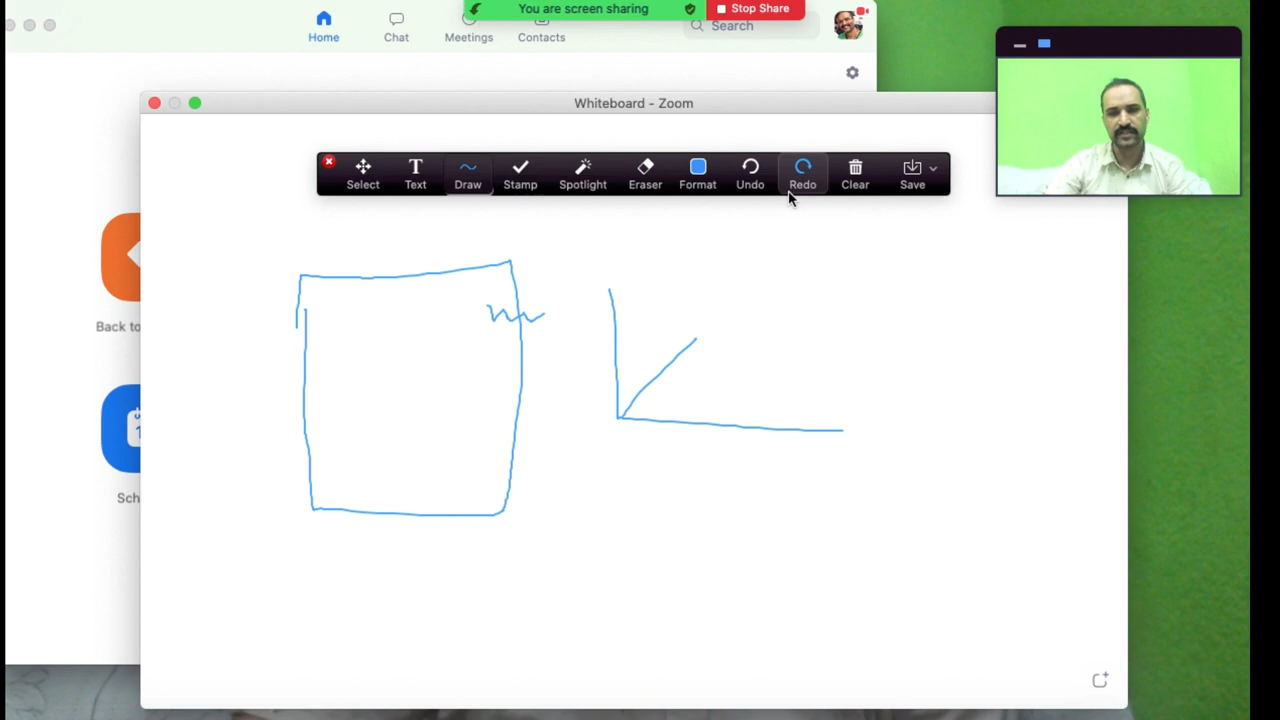 You are screen sharing Stop Share
Home Chat Meetings Contacts Search
Whiteboard - Zoom
Select Text Draw Stamp Spotlight Eraser Format Undo Redo Clear Save
Back to
Sch